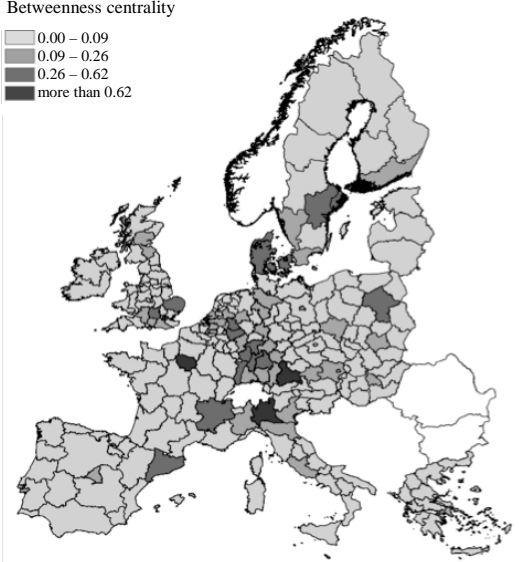 Betweenness centrality
0.00 – 0.09
0.09 – 0.26
0.26 – 0.62
more than 0.62